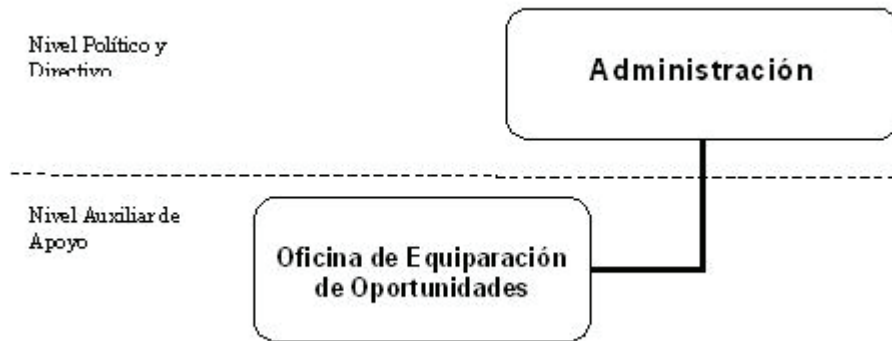 Nivel Político y
Directivo
Administración
Nivel Auxiliar de
Apoyo
Oficina de Equiparación
de Oportunidades